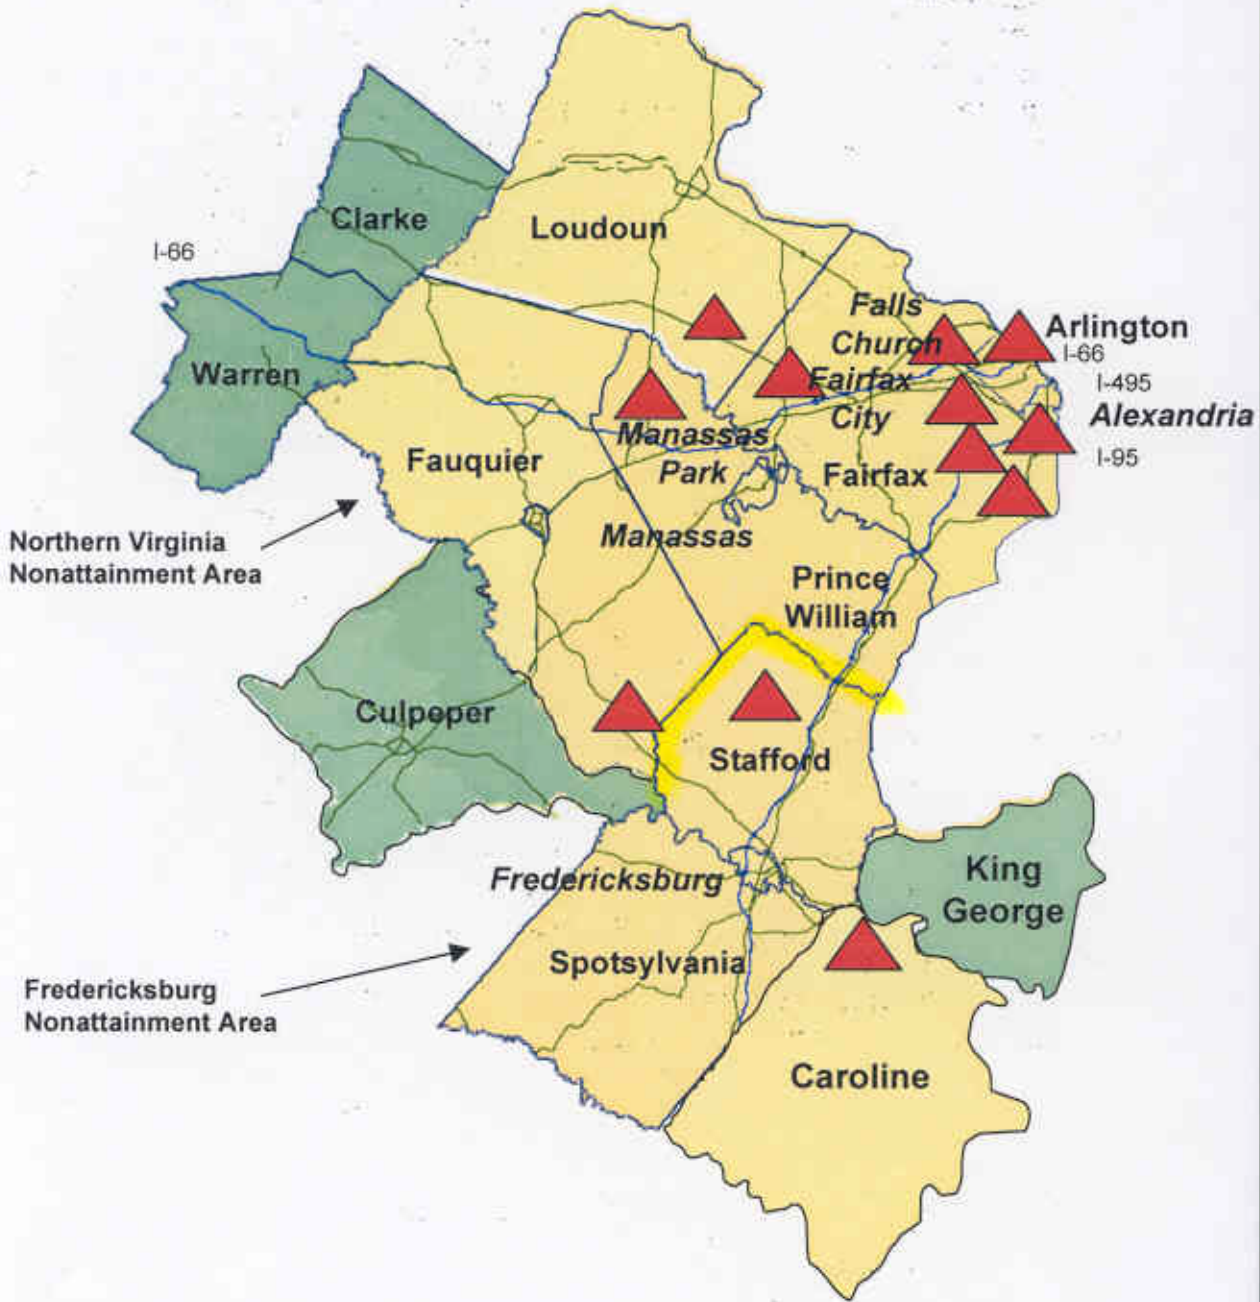 Clarke
Loudoun
I-66
Falls
Church
Arlington
I-66
Warren
Fairfax
City
I-495
Alexandria
Manassas
Park
I-95
Fauquier
Fairfax
Northern Virginia
Nonattainment Area
Manassas
Prince
William
Culpeper
Stafford
King
George
Fredericksburg
Spotsylvania
Fredericksburg
Nonattainment Area
Caroline